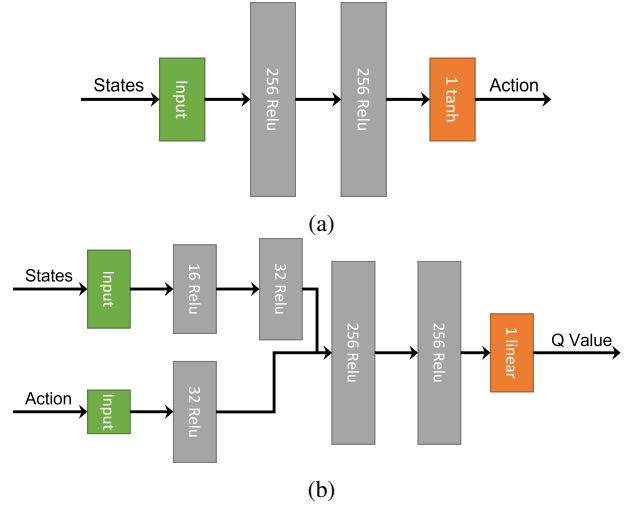 States
Input
256 Relu
256 Relu
1 tanh
Action
(a)
States
Input
16 Relu
32 Relu
Action
Input
32 Relu
256 Relu
256 Relu
1 linear
Q Value
(b)